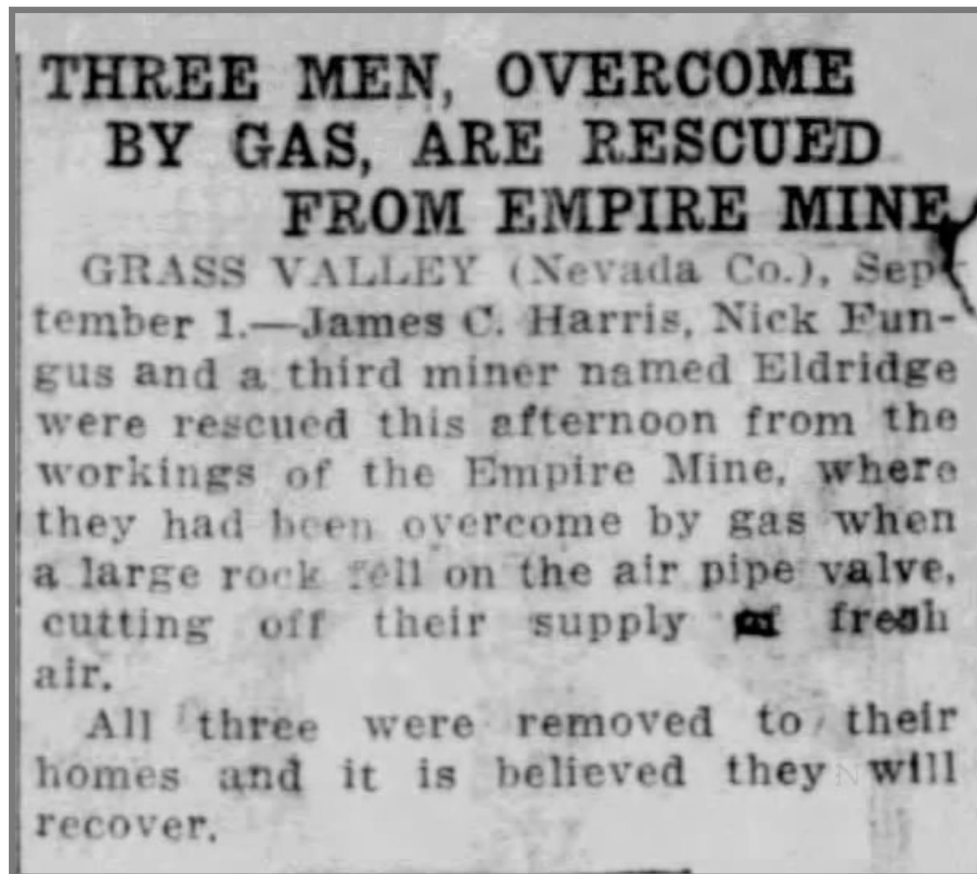 THREE MEN, OVERCOME
BY GAS, ARE RESCUED
FROM EMPIRE MINE
GRASS VALLEY (Nevada Co.), Sep-
tember 1.—James C. Harris, Nick Fun-
gus and a third miner named Eldridge
were rescued this afternoon from the
workings of the Empire Mine, where
they had been overcome by gas when
a large rock fell on the air pipe valve,
cutting off their supply of fresh
air.
All three were removed to their
homes and it is believed they will
recover.